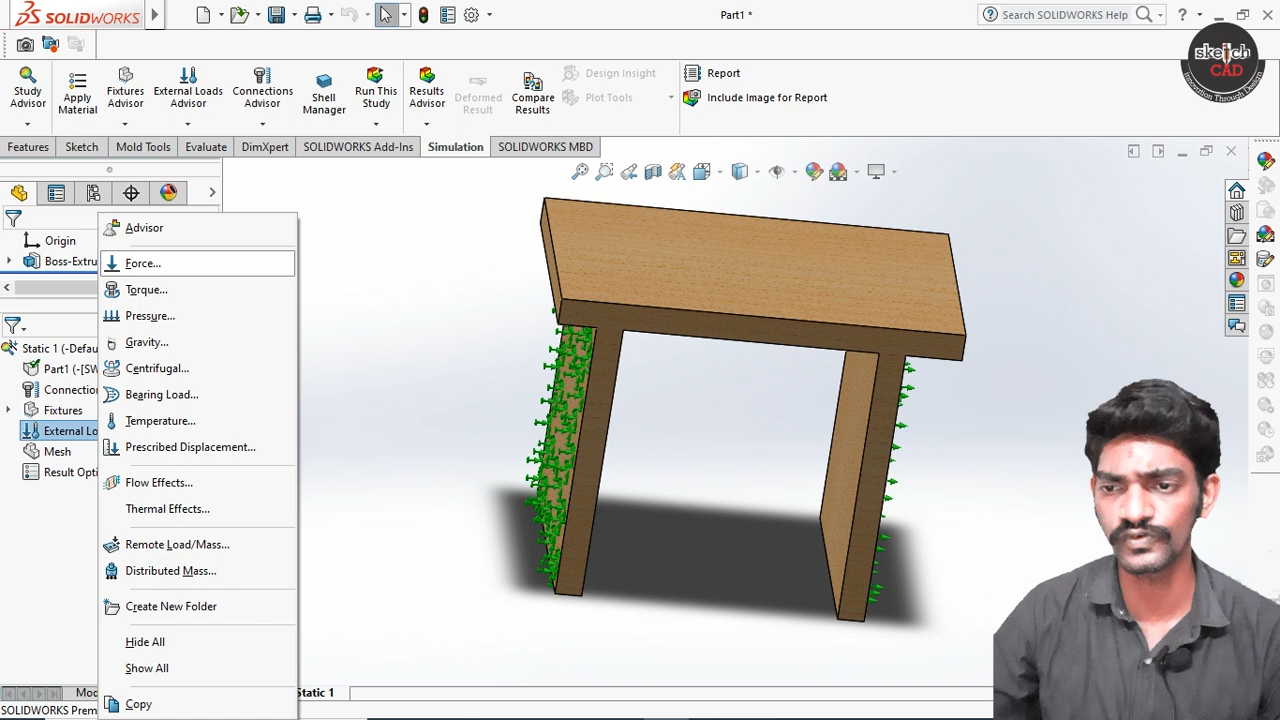 SOLIDWORKS
Part1 *
Search SOLIDWORKS Help
?
sketch
CAD
Innovation Through Design
Study Advisor
Apply Material
Fixtures Advisor
External Loads Advisor
Connections Advisor
Shell Manager
Run This Study
Results Advisor
Deformed Result
Compare Results
Design Insight
Plot Tools
Report
Include Image for Report
Features
Sketch
Mold Tools
Evaluate
DimXpert
SOLIDWORKS Add-Ins
Simulation
SOLIDWORKS MBD
Origin
Boss-Extru
Static 1 (-Defau
Part1 (-[SW
Connectio
Fixtures
External Lo
Mesh
Result Opti
Advisor
Force...
Torque...
Pressure...
Gravity...
Centrifugal...
Bearing Load...
Temperature...
Prescribed Displacement...
Flow Effects...
Thermal Effects...
Remote Load/Mass...
Distributed Mass...
Create New Folder
Hide All
Show All
Copy
Mod
Static 1
SOLIDWORKS Prem